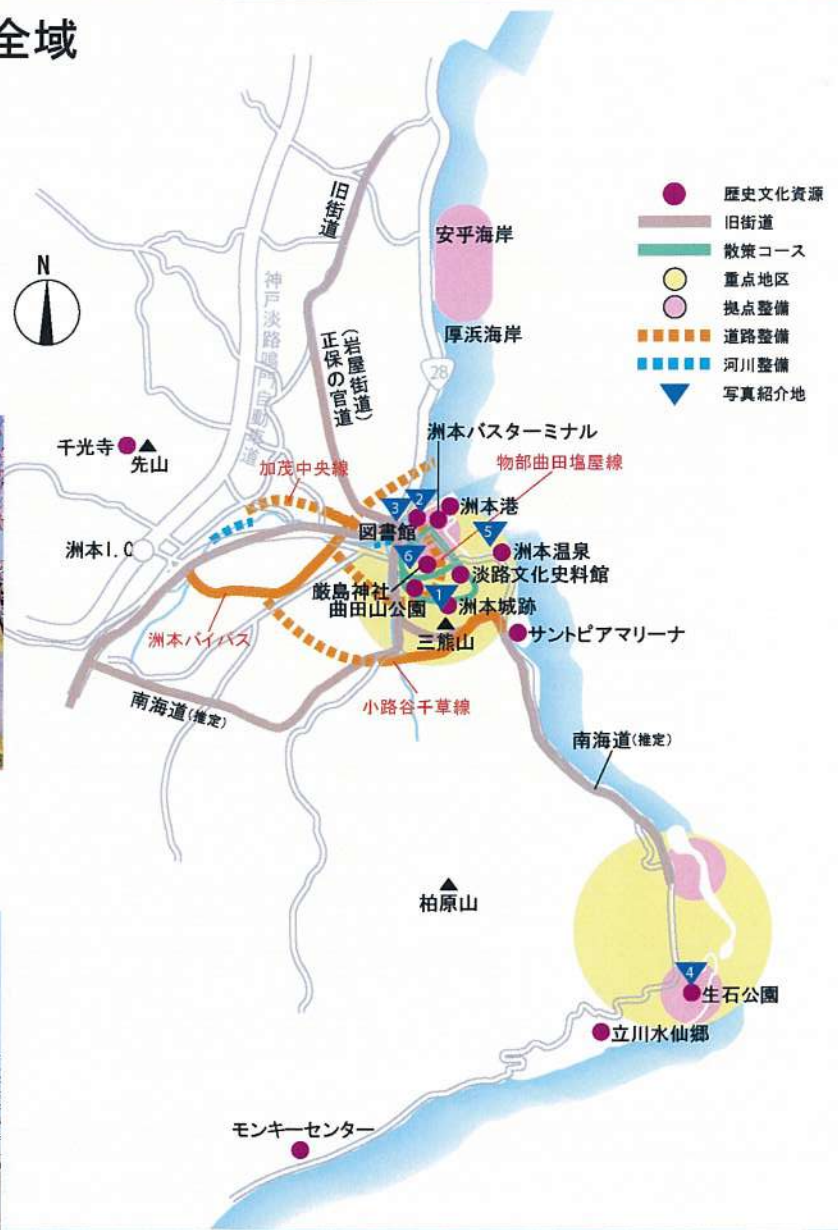 全域
N
歴史文化資源
旧街道
散策コース
重点地区
拠点整備
道路整備
河川整備
写真紹介地
旧街道
安乎海岸
神戸淡路鳴門自動車道
厚浜海岸
(岩屋街道)
正保の官道
28
洲本バスターミナル
千光寺
先山
加茂中央線
物部曲田塩屋線
3
2
洲本港
図書館
5
洲本I.C
6
洲本温泉
淡路文化史料館
厳島神社
曲田山公園
1
洲本城跡
三熊山
サントピアマリーナ
洲本バイパス
南海道(推定)
小路谷千草線
南海道(推定)
柏原山
4
生石公園
立川水仙郷
モンキーセンター